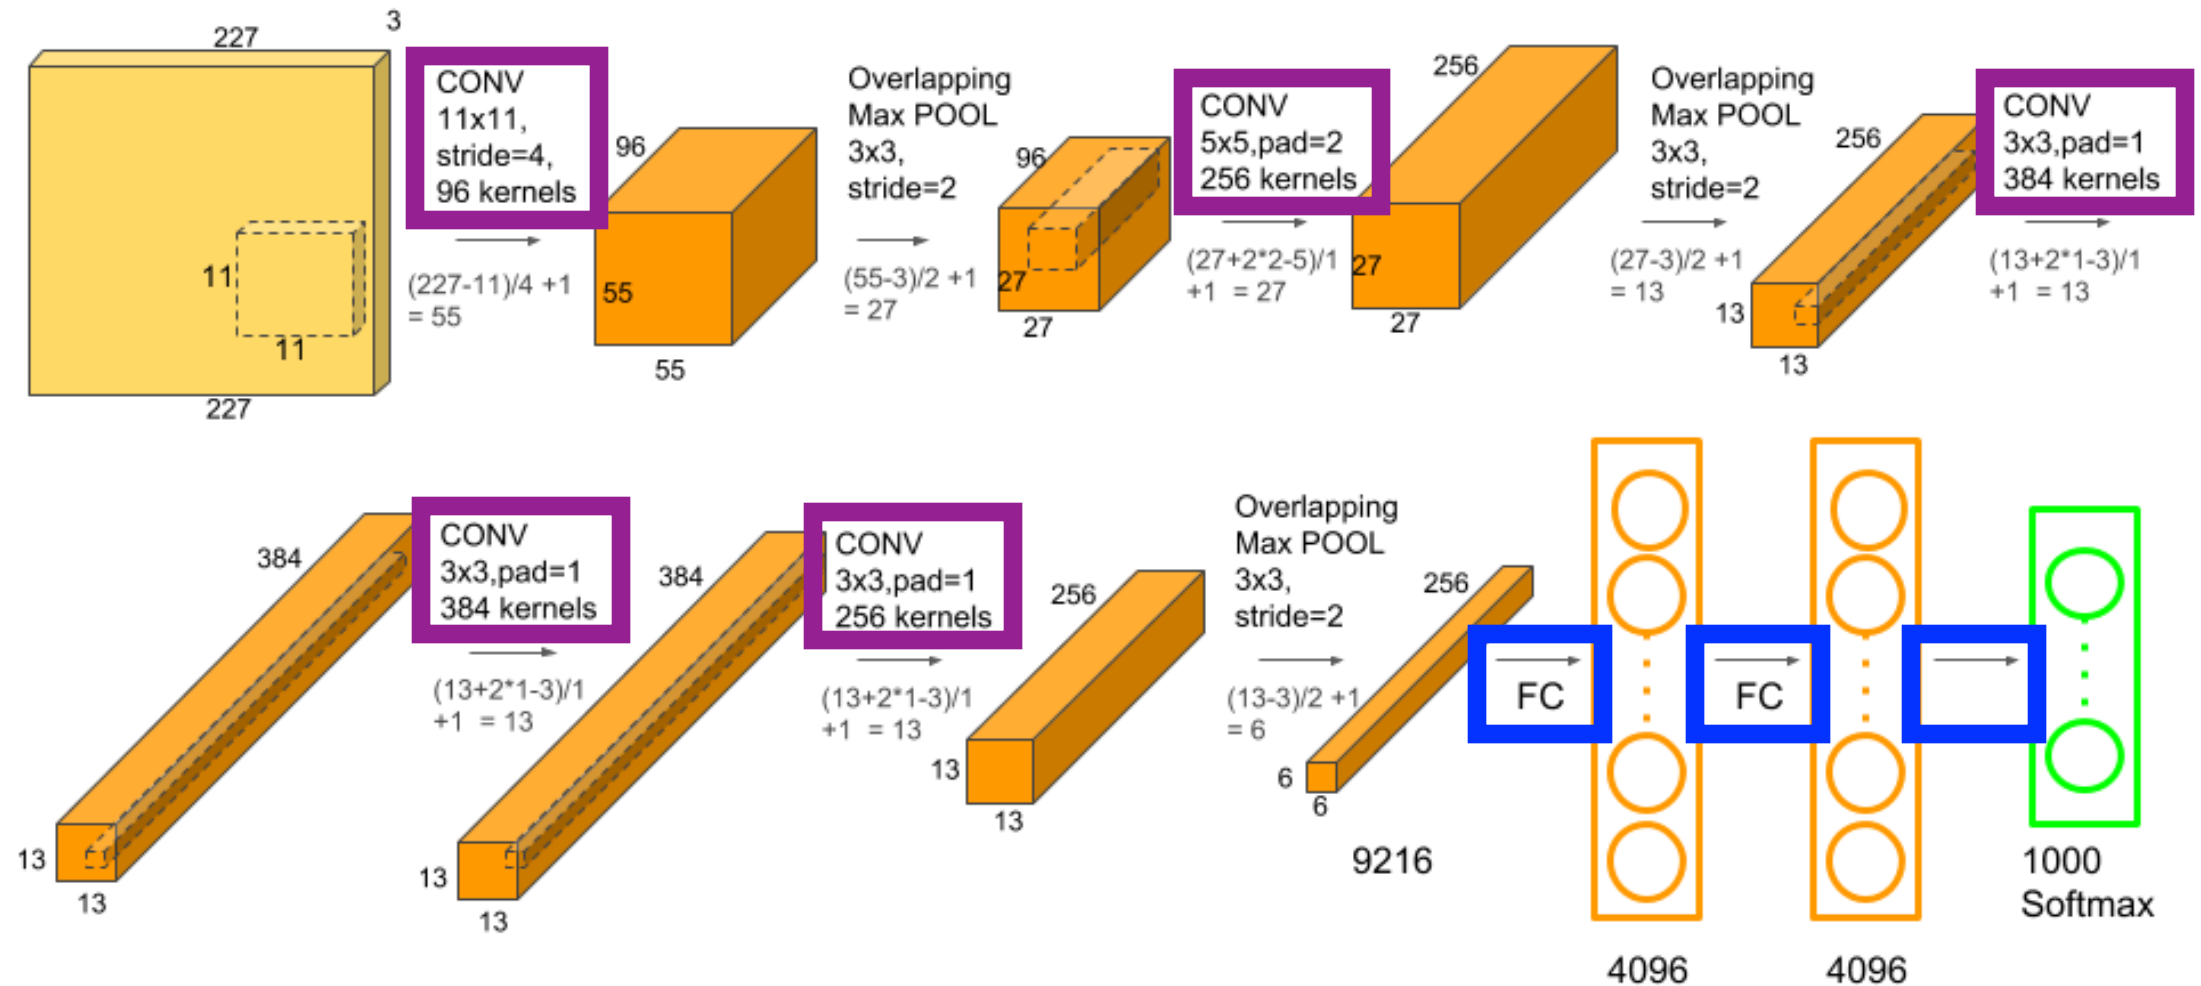 227
3
11
11
227
CONV
11x11,
stride=4,
96 kernels
(227-11)/4 +1
= 55
96
55
55
Overlapping
Max POOL
3x3,
stride=2
(55-3)/2 +1
= 27
96
27
27
CONV
5x5,pad=2
256 kernels
(27+2*2-5)/1
+1 = 27
256
27
27
Overlapping
Max POOL
3x3,
stride=2
(27-3)/2 +1
= 13
256
13
13
CONV
3x3,pad=1
384 kernels
(13+2*1-3)/1
+1 = 13
384
13
13
CONV
3x3,pad=1
384 kernels
(13+2*1-3)/1
+1 = 13
384
13
13
CONV
3x3,pad=1
256 kernels
(13+2*1-3)/1
+1 = 13
256
13
13
Overlapping
Max POOL
3x3,
stride=2
(13-3)/2 +1
= 6
256
6
6
9216
FC
4096
FC
4096
1000
Softmax